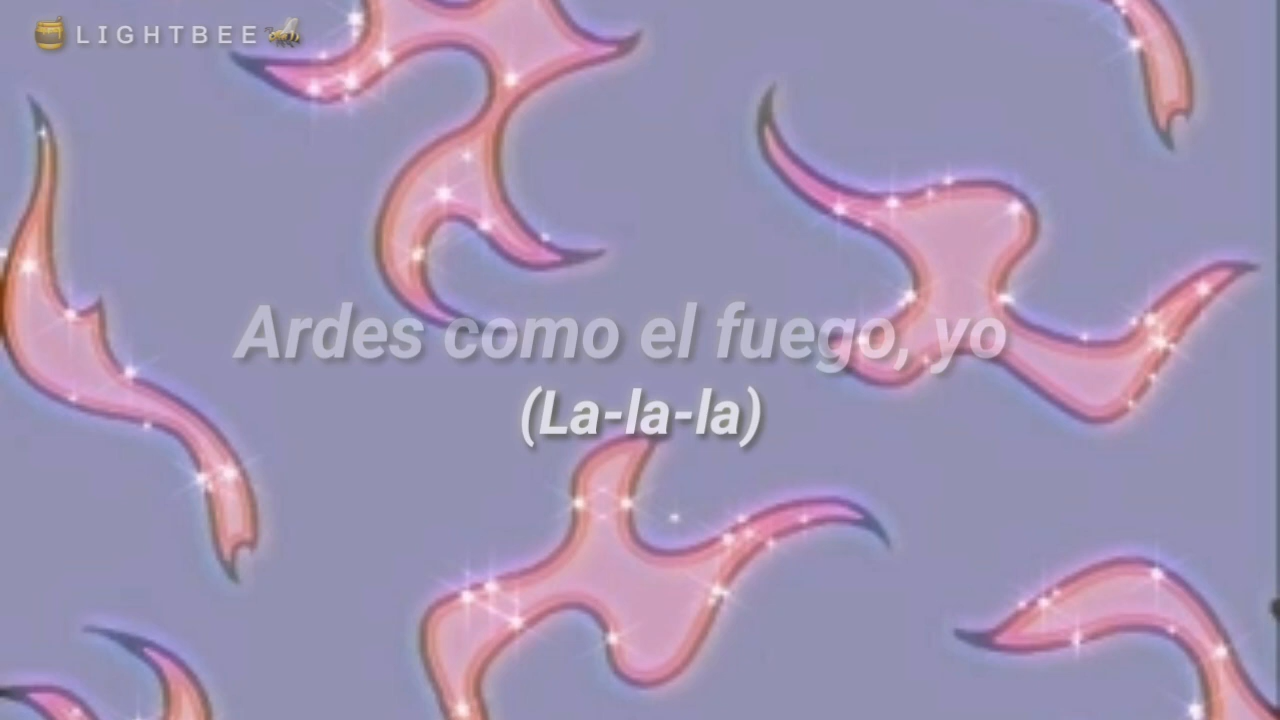 🍯LIGHTBEE🐝
Ardes como el fuego, yo
(La-la-la)